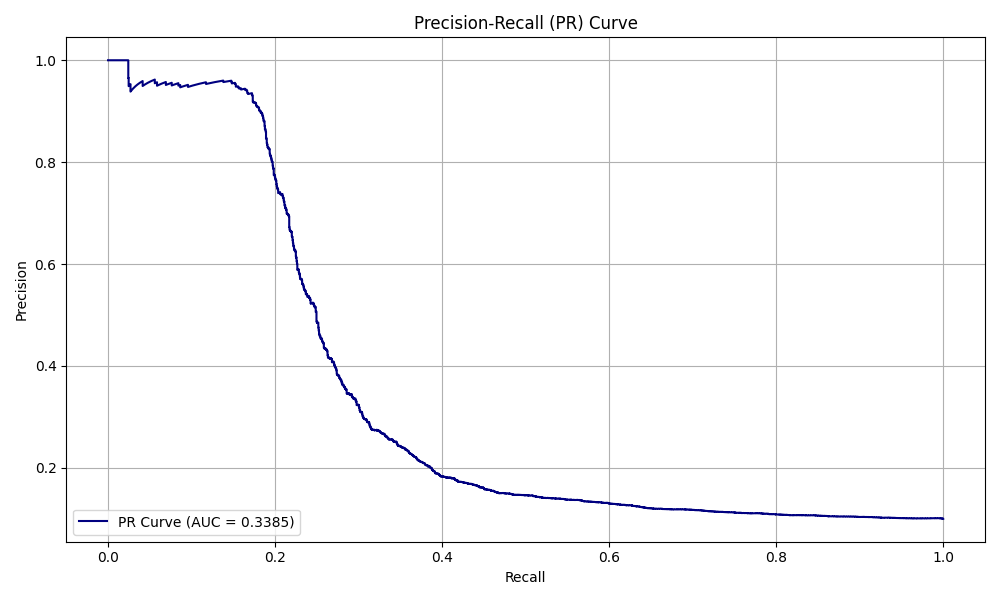 Precision-Recall (PR) Curve
1.0
0.8
0.6
0.4
0.2
Precision
PR Curve (AUC = 0.3385)
0.0 0.2 0.4 0.6 0.8 1.0
Recall